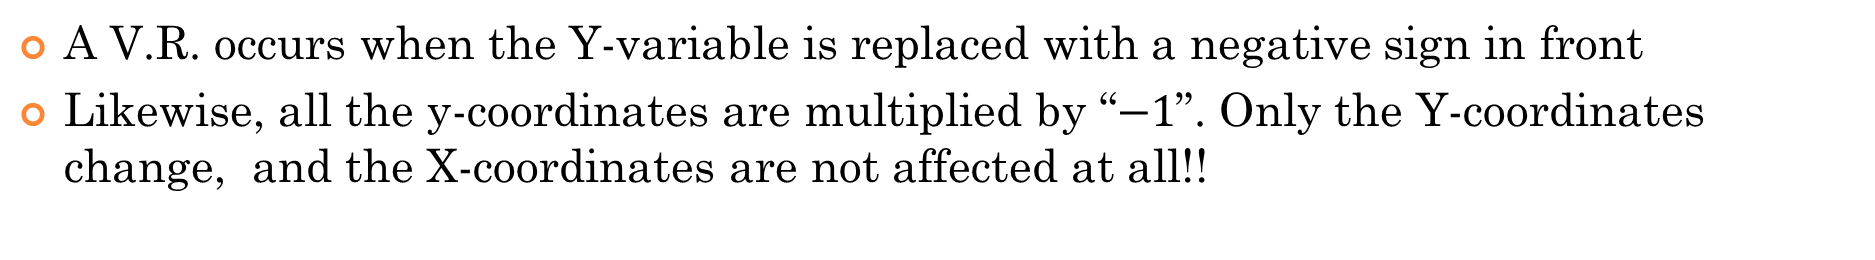 A V.R. occurs when the Y-variable is replaced with a negative sign in front
Likewise, all the y-coordinates are multiplied by “−1”. Only the Y-coordinates
change,  and the X-coordinates are not affected at all!!